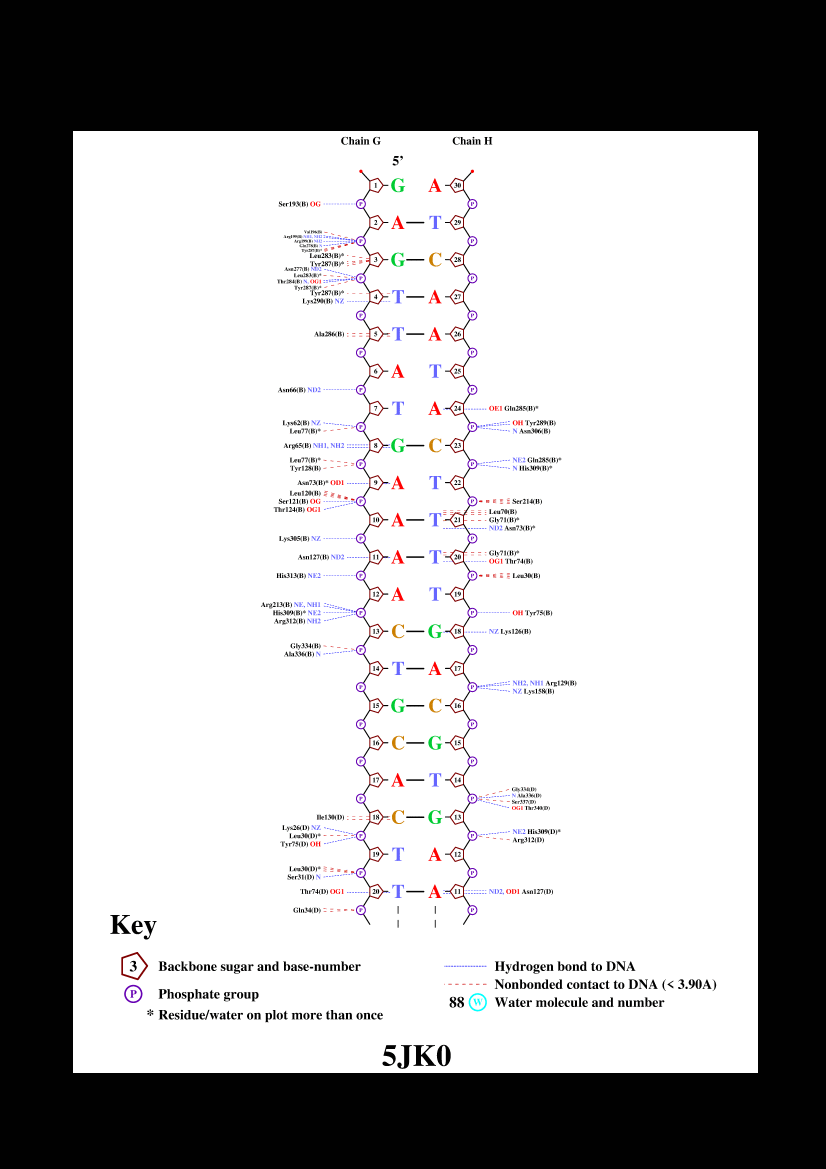 Chain G Chain H
5’
1 G A 30
Ser193(B) OG P P
2 A T 29
Val196(B)
Arg199(B) NH1, NH2
P P
Tyr287(B)*
Leu283(B)*
3 G C 28
Tyr287(B)*
Asn277(B) ND2
Leu283(B)*
P P
Thr284(B) N, OG1
Tyr287(B)*
Tyr287(B)*
4 T A 27
Lys290(B) NZ
P P
Ala286(B) 5 T A 26
P P
6 A T 25
Asn66(B) ND2 P P
7 T A 24 OE1 Gln285(B)*
Lys62(B) NZ OH Tyr289(B)
P P
Leu77(B)* N Asn306(B)
Arg65(B) NH1, NH2 8 G C 23
Leu77(B)* P P NE2 Gln285(B)*
Tyr128(B) N His309(B)*
Asn73(B)* OD1 9 A T 22
Leu120(B)
Ser121(B) OG P P Ser214(B)
Thr124(B) OG1 Leu70(B)
10 A T 21 Gly71(B)*
ND2 Asn73(B)*
Lys305(B) NZ P P
Gly71(B)*
Asn127(B) ND2 11 A T 20
OG1 Thr74(B)
His313(B) NE2 P P Leu30(B)
12 A T 19
Arg213(B) NE, NH1
His309(B)* NE2 P P OH Tyr75(B)
Arg312(B) NH2
13 C G 18 NZ Lys126(B)
Gly334(B)
P P
Ala336(B) N
14 T A 17
P P NH2, NH1 Arg129(B)
NZ Lys158(B)
15 G C 16
P P
16 C G 15
P P
17 A T 14
Gly334(D)
P P N Ala336(D)
Ser337(D)
OG1 Thr340(D)
Ile130(D) 18 C G 13
Lys26(D) NZ NE2 His309(D)*
Leu30(D)* P P
Tyr75(D) OH Arg312(D)
19 T A 12
Leu30(D)* P P
Ser31(D) N
Thr74(D) OG1 20 T A 11 ND2, OD1 Asn127(D)
Gln34(D) P P
Key
3 Backbone sugar and base-number
P Phosphate group
* Residue/water on plot more than once
Hydrogen bond to DNA
Nonbonded contact to DNA (< 3.90A)
88 W Water molecule and number
5JK0